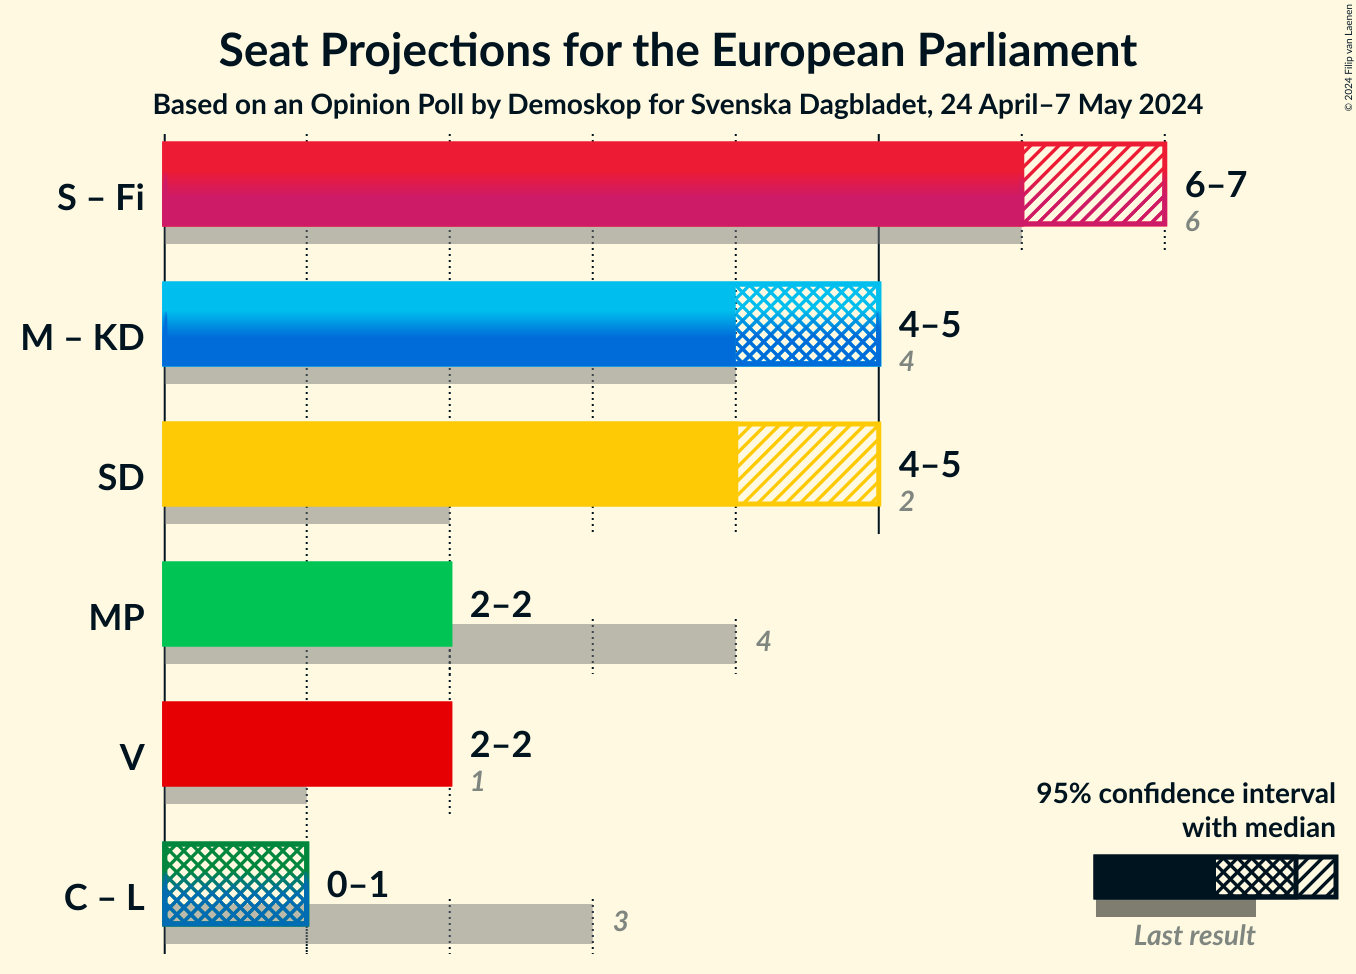 Seat Projections for the European Parliament
Based on an Opinion Poll by Demoskop for Svenska Dagbladet, 24 April–7 May 2024
© 2024 Filip van Laenen
S – Fi
6–7
6
M – KD
4–5
4
SD
4–5
2
MP
2–2
4
V
2–2
1
C – L
0–1
3
95% confidence interval
with median
Last result